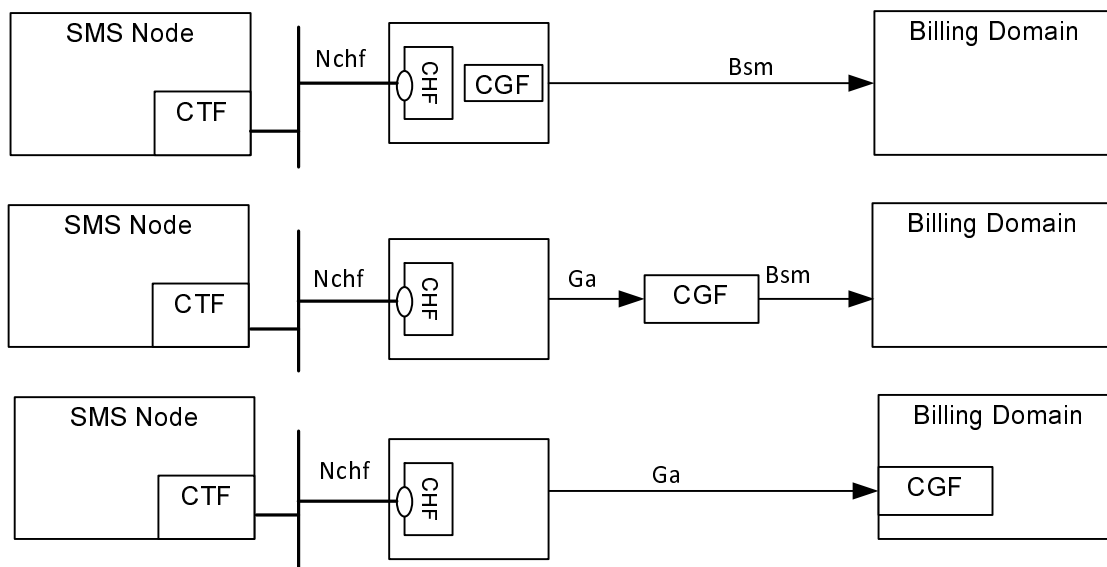 SMS Node
CTF
Nchf
CHF
CGF
Bsm
Billing Domain
SMS Node
CTF
Nchf
CHF
Ga
CGF
Bsm
Billing Domain
SMS Node
CTF
Nchf
CHF
Ga
Billing Domain
CGF